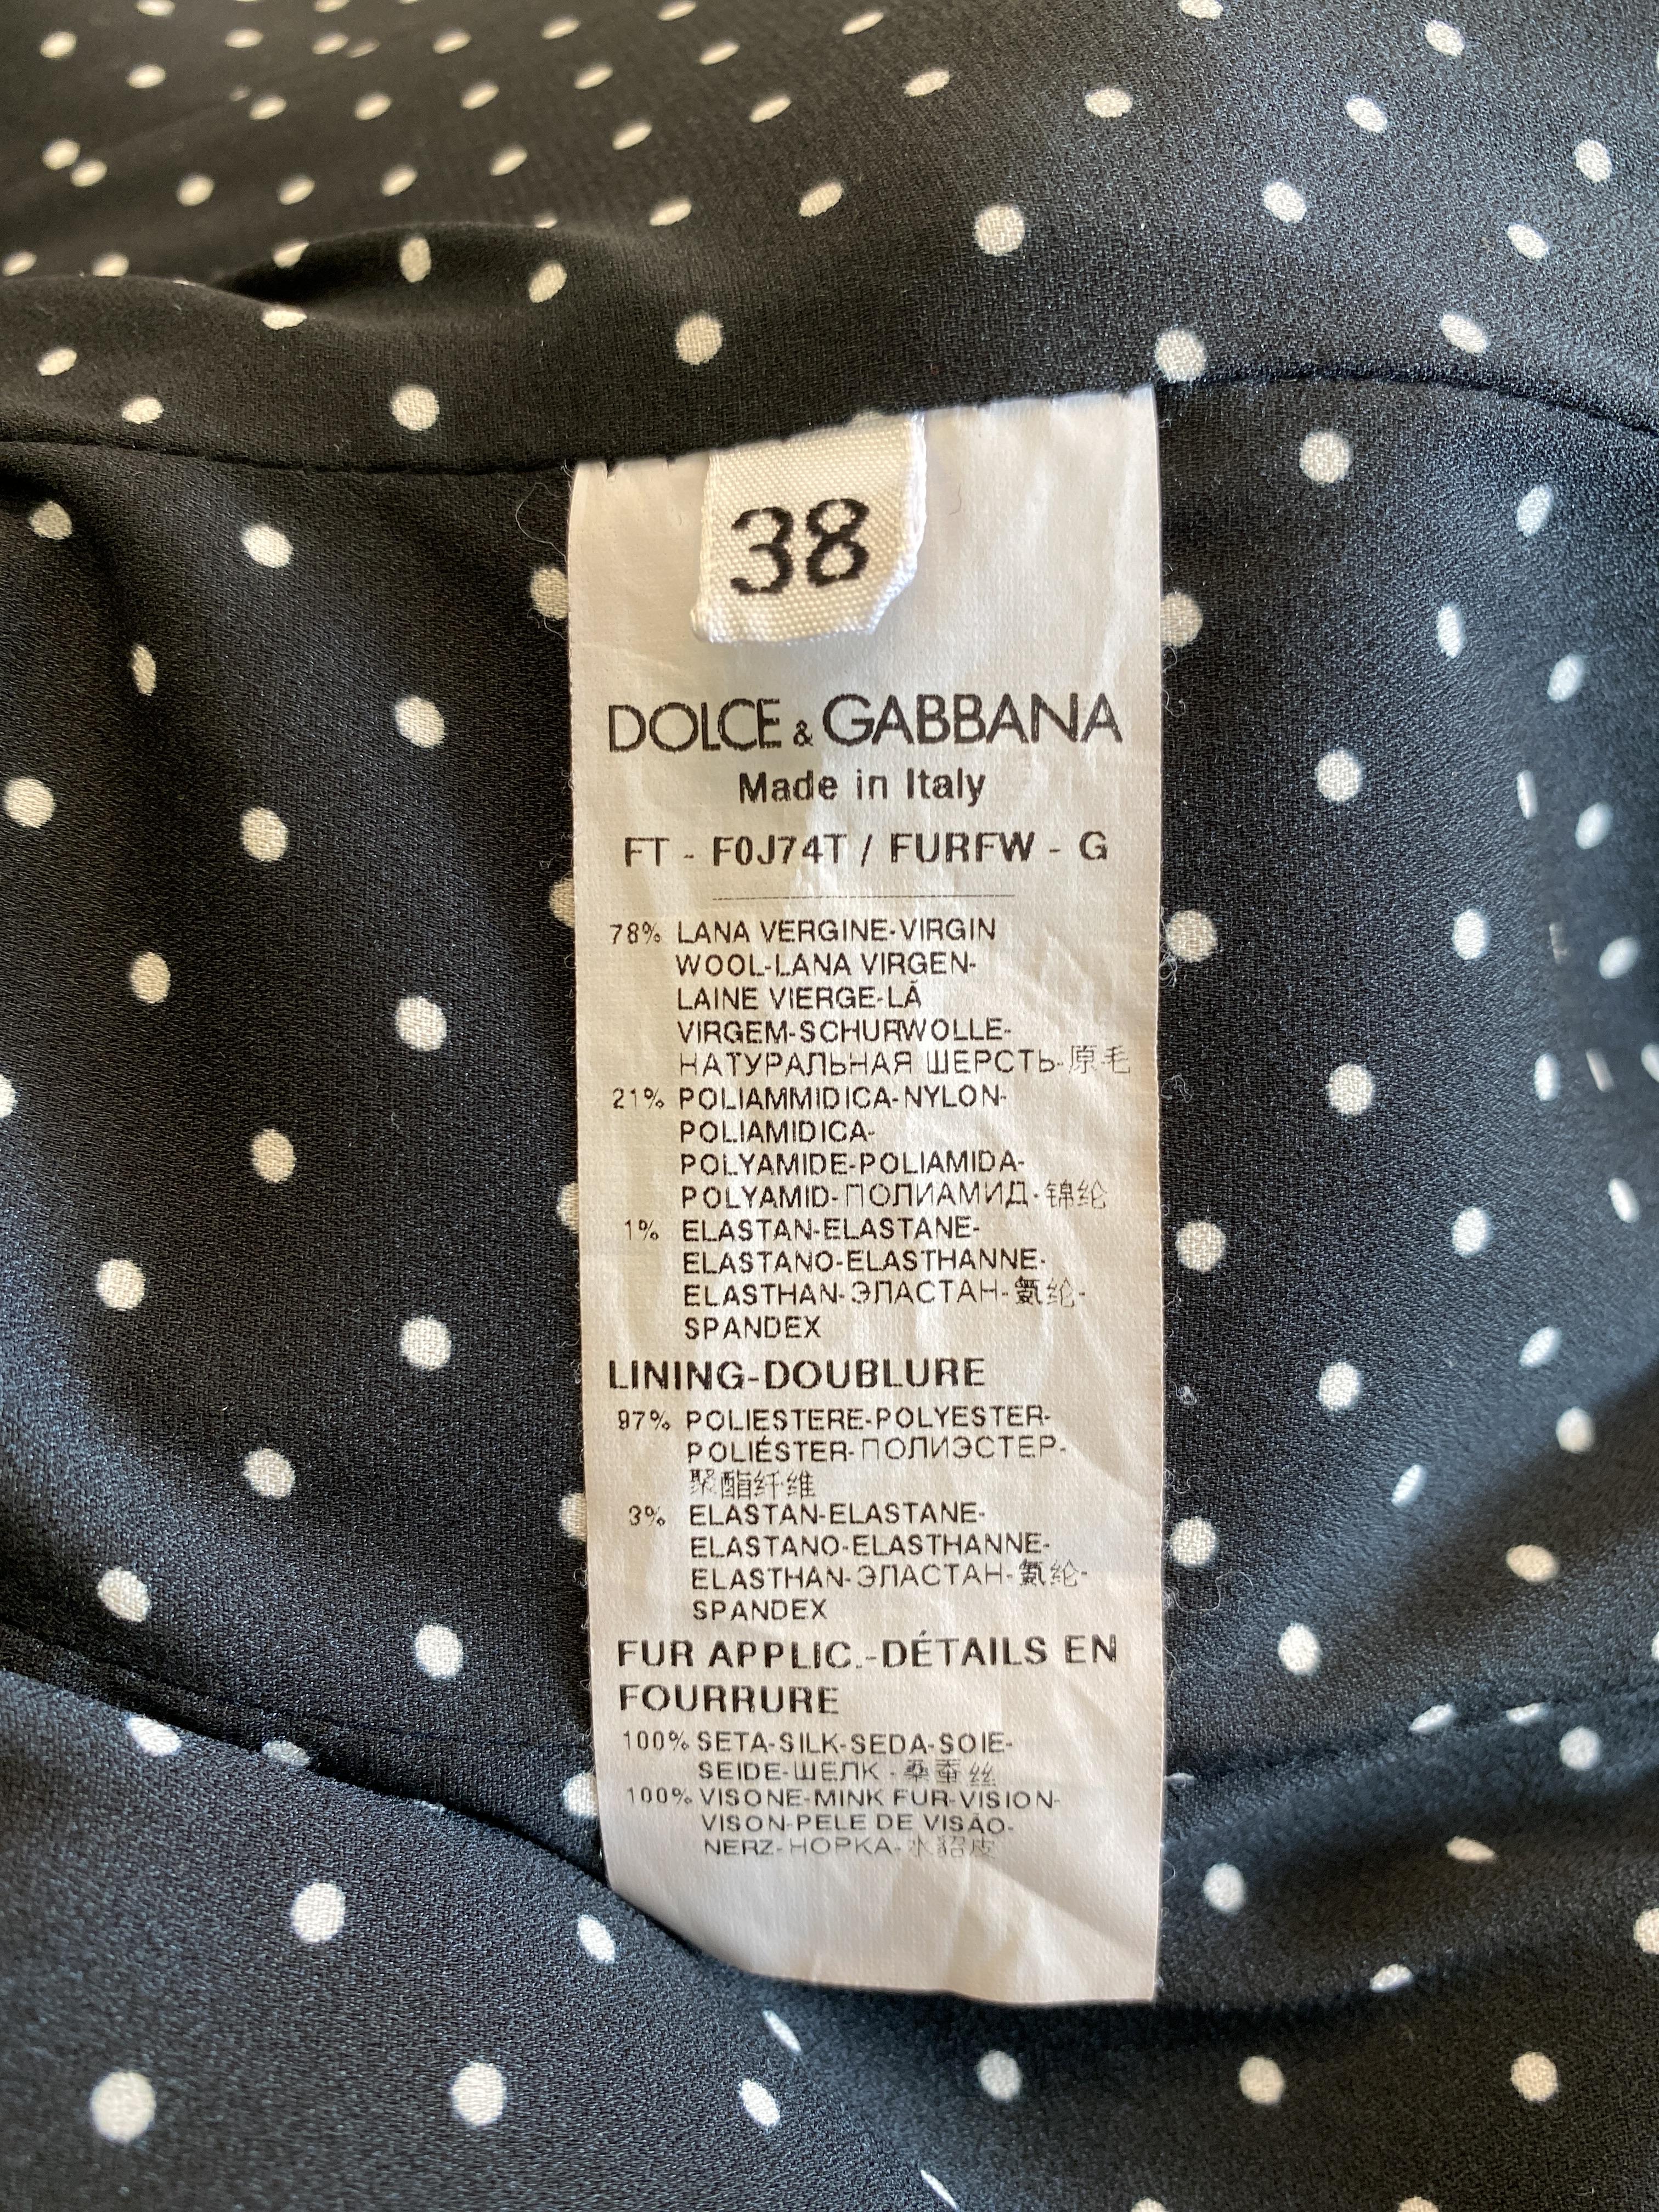 38
DOLCE & GABBANA
Made in Italy
FT - F0J74T / FURFW - G
78% LANA VERGINE-VIRGIN
WOOL-LANA VIRGEN-
LAINE VIERGE-LÃ
VIRGEM-SCHURWOLLE-
НАТУРАЛЬНАЯ ШЕРСТЬ-原毛
21% POLIAMMIDICA-NYLON-
POLIAMIDICA-
POLYAMIDE-POLIAMIDA-
POLYAMID-ПОЛИАМИД-锦纶
1% ELASTAN-ELASTANE-
ELASTANO-ELASTHANNE-
ELASTHAN-ЭЛАСТАН-氨纶-
SPANDEX
LINING-DOUBLURE
97% POLIESTERE-POLYESTER-
POLIÉSTER-ПОЛИЭСТЕР-
聚酯纤维
3% ELASTAN-ELASTANE-
ELASTANO-ELASTHANNE-
ELASTHAN-ЭЛАСТАН-氨纶-
SPANDEX
FUR APPLIC.-DÉTAILS EN
FOURRURE
100% SETA-SILK-SEDA-SOIE-
SEIDE-ШЕЛК-桑蚕丝
100% VISONE-MINK FUR-VISION-
VISON-PELE DE VISÃO-
NERZ-НОРКА-水貂皮